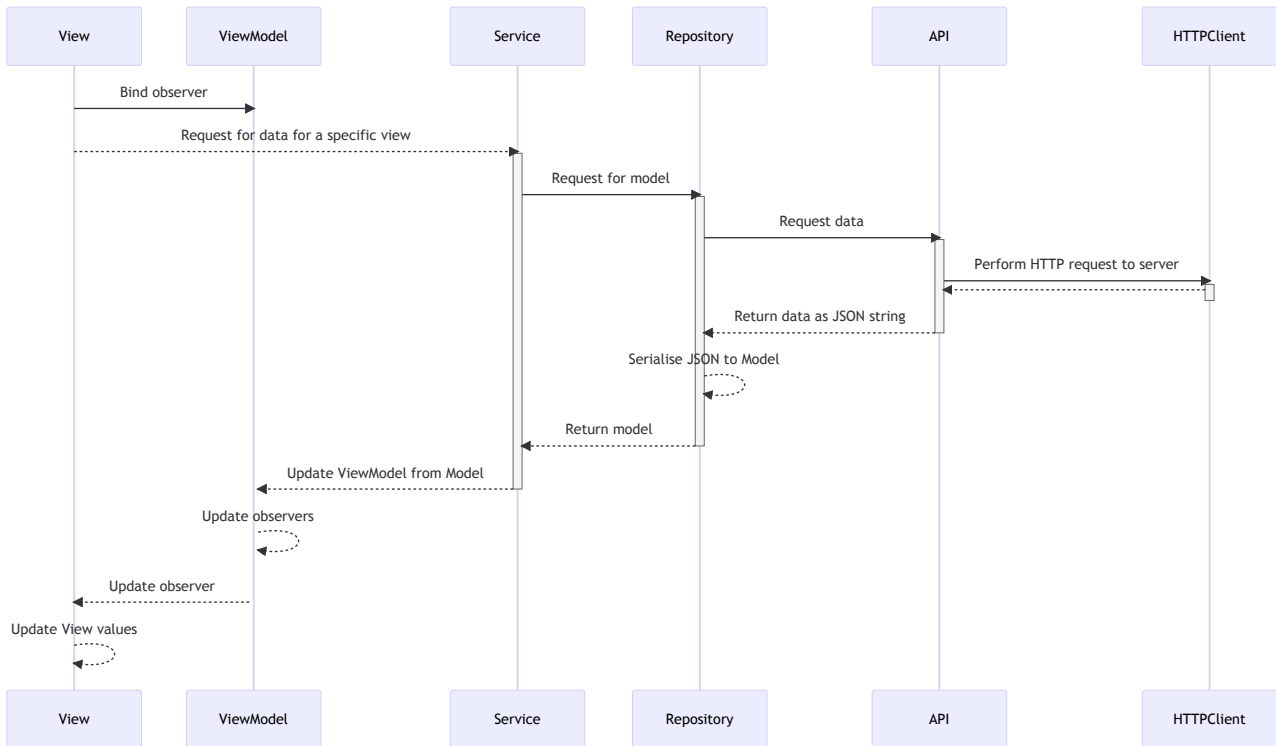 View
ViewModel
Service
Repository
API
HTTPClient
Bind observer
Request for data for a specific view
Request for model
Request data
Perform HTTP request to server
Return data as JSON string
Serialise JSON to Model
Return model
Update ViewModel from Model
Update observers
Update observer
Update View values
View
ViewModel
Service
Repository
API
HTTPClient